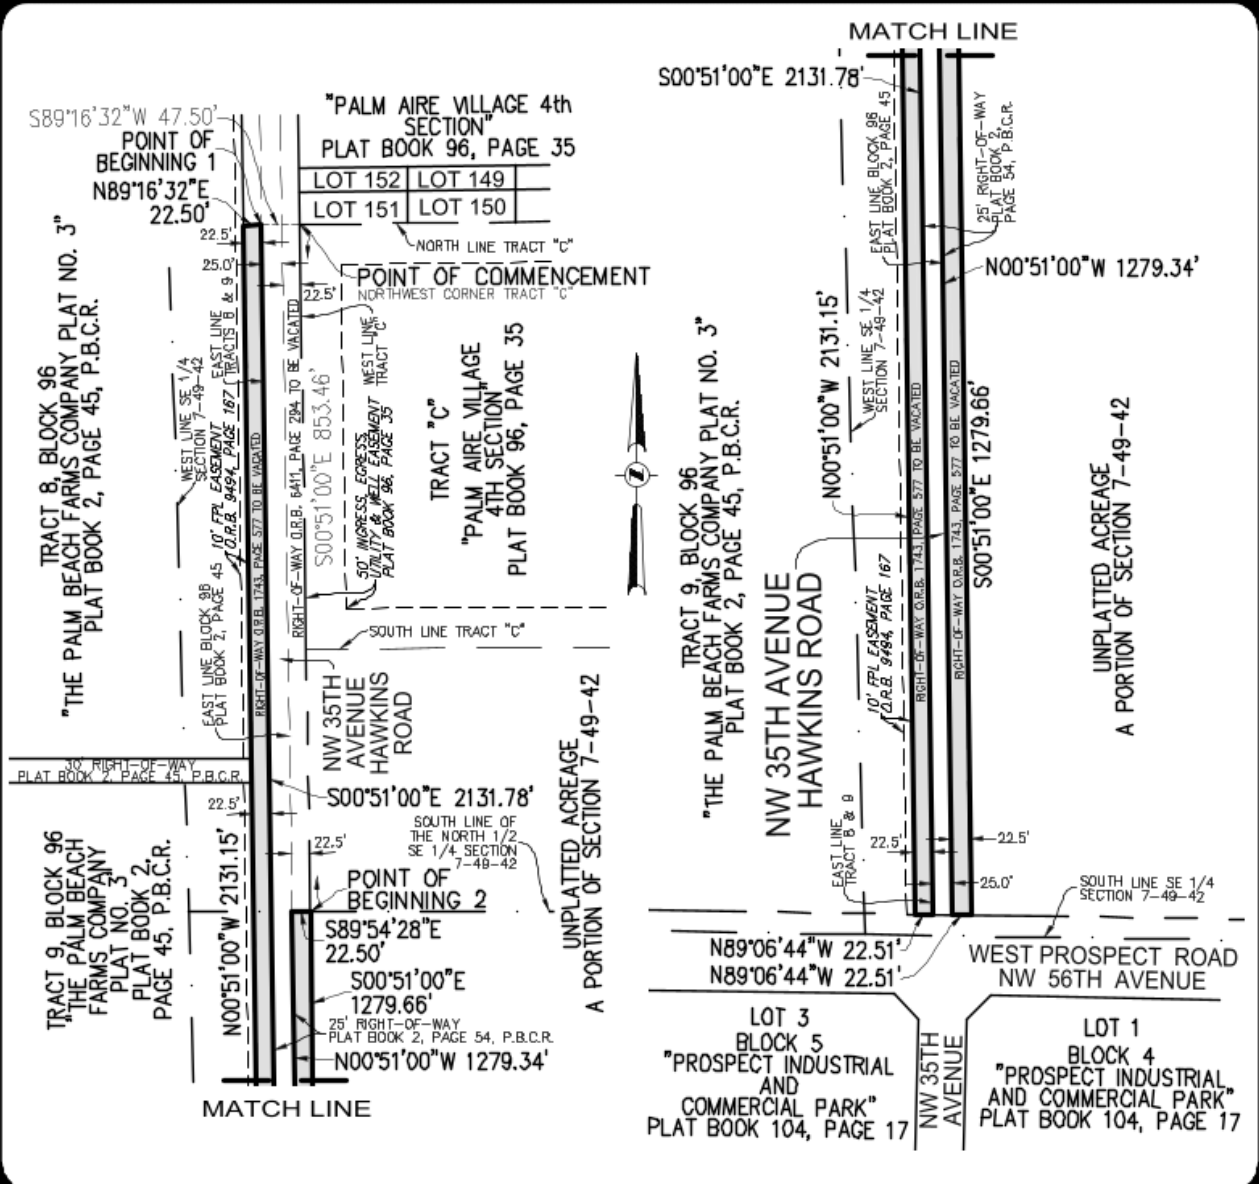 MATCH LINE
S89°16'32"W 47.50'
POINT OF
BEGINNING 1
N89°16'32"E
22.50'
"PALM AIRE VILLAGE 4th
SECTION"
PLAT BOOK 96, PAGE 35
LOT 152
LOT 149
LOT 151
LOT 150
NORTH LINE TRACT "C"
POINT OF COMMENCEMENT
NORTHWEST CORNER TRACT "C"
22.5'
25.0'
22.5'
TRACT 8, BLOCK 96
"THE PALM BEACH FARMS COMPANY PLAT NO. 3"
PLAT BOOK 2, PAGE 45, P.B.C.R.
WEST LINE SE 1/4
SECTION 7-49-42
10' FPL EASEMENT
O.R.B. 9494, PAGE 167
EAST LINE
TRACTS 8 & 9
EAST LINE BLOCK 96
PLAT BOOK 2, PAGE 45
RIGHT-OF-WAY O.R.B. 1743, PAGE 577 TO BE VACATED
RIGHT-OF-WAY O.R.B. 6411, PAGE 294 TO BE VACATED
S00°51'00"E 853.46'
WEST LINE
TRACT "C"
50' INGRESS, EGRESS,
UTILITY & WELL EASEMENT
PLAT BOOK 96, PAGE 35
TRACT "C"
"PALM AIRE VILLAGE
4TH SECTION"
PLAT BOOK 96, PAGE 35
SOUTH LINE TRACT "C"
NW 35TH
AVENUE
HAWKINS
ROAD
30' RIGHT-OF-WAY
PLAT BOOK 2, PAGE 45, P.B.C.R.
S00°51'00"E 2131.78'
22.5'
22.5'
SOUTH LINE OF
THE NORTH 1/2
SE 1/4 SECTION
7-49-42
UNPLATTED ACREAGE
A PORTION OF SECTION 7-49-42
TRACT 9, BLOCK 96
"THE PALM BEACH
FARMS COMPANY
PLAT NO. 3"
PLAT BOOK 2,
PAGE 45, P.B.C.R.
N00°51'00"W 2131.15'
POINT OF
BEGINNING 2
S89°54'28"E
22.50'
S00°51'00"E
1279.66'
25' RIGHT-OF-WAY
PLAT BOOK 2, PAGE 54, P.B.C.R.
N00°51'00"W 1279.34'
MATCH LINE
S00°51'00"E 2131.78'
EAST LINE BLOCK 96
PLAT BOOK 2, PAGE 45
25' RIGHT-OF-WAY
PLAT BOOK 2,
PAGE 54, P.B.C.R.
N00°51'00"W 1279.34'
TRACT 9, BLOCK 96
"THE PALM BEACH FARMS COMPANY PLAT NO. 3"
PLAT BOOK 2, PAGE 45, P.B.C.R.
N00°51'00"W 2131.15'
WEST LINE SE 1/4
SECTION 7-49-42
RIGHT-OF-WAY O.R.B. 1743, PAGE 577 TO BE VACATED
RIGHT-OF-WAY O.R.B. 1743, PAGE 577 TO BE VACATED
S00°51'00"E 1279.66'
NW 35TH AVENUE
HAWKINS ROAD
10' FPL EASEMENT
O.R.B. 9494, PAGE 167
UNPLATTED ACREAGE
A PORTION OF SECTION 7-49-42
EAST LINE
TRACT 8 & 9
22.5'
22.5'
25.0'
SOUTH LINE SE 1/4
SECTION 7-49-42
N89°06'44"W 22.51'
N89°06'44"W 22.51'
WEST PROSPECT ROAD
NW 56TH AVENUE
LOT 3
BLOCK 5
"PROSPECT INDUSTRIAL
AND
COMMERCIAL PARK"
PLAT BOOK 104, PAGE 17
NW 35TH
AVENUE
LOT 1
BLOCK 4
"PROSPECT INDUSTRIAL
AND COMMERCIAL PARK"
PLAT BOOK 104, PAGE 17